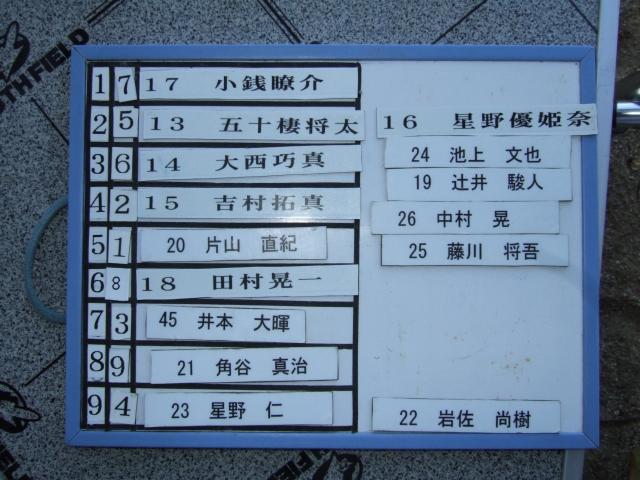 1 7 17 小銭瞭介
2 5 13 五十棲将太
3 6 14 大西巧真
4 2 15 吉村拓真
5 1 20 片山 直紀
6 8 18 田村晃一
7 3 45 井本 大暉
8 9 21 角谷 真治
9 4 23 星野 仁
16 星野優姫奈
24 池上 文也
19 辻井 駿人
26 中村 晃
25 藤川 将吾
22 岩佐 尚樹
TH FIELD